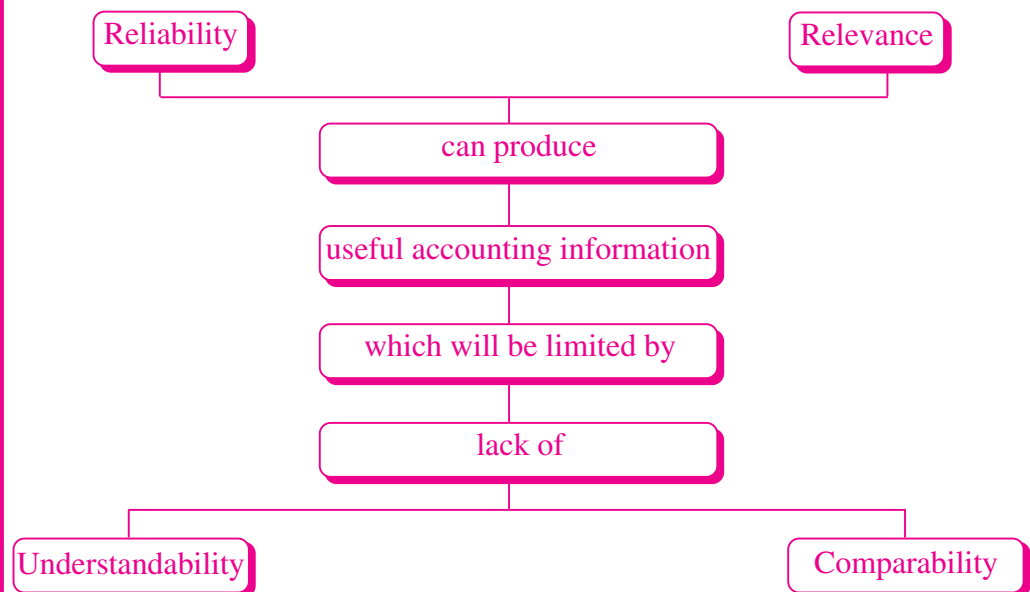 Reliability
Relevance
can produce
useful accounting information
which will be limited by
lack of
Understandability
Comparability